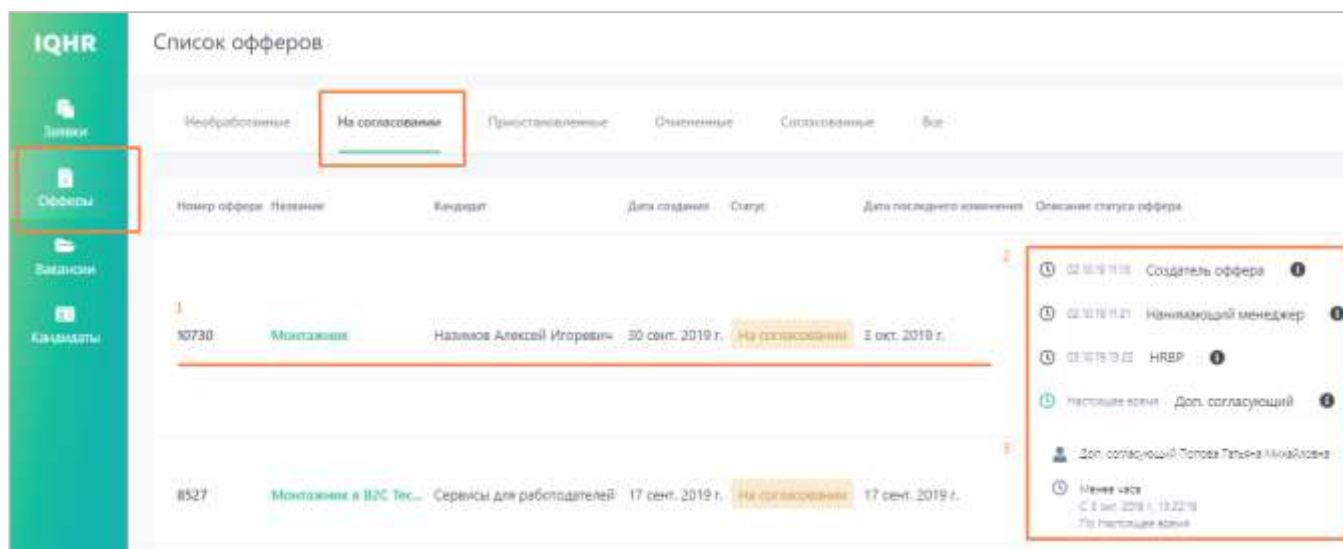 IQHR
Список офферов
Заявки
Офферы
Вакансии
Кандидаты
Необработанные На согласовании Приостановленные Отмененные Согласованные Все
Номер оффера Название Кандидат Дата создания Статус Дата последнего изменения Описание статуса оффера
1
2
3
10730 Монтажник Назимов Алексей Игоревич 30 сент. 2019 г. На согласовании 3 окт. 2019 г.
8527 Монтажник в B2C Tec... Сервисы для работодателей 17 сент. 2019 г. На согласовании 17 сент. 2019 г.
Создатель оффера
Нанимающий менеджер
HRBP
Настоящее время Доп. согласующий
Доп. согласующий Попова Татьяна Михайловна
Менее часа
По Настоящее время